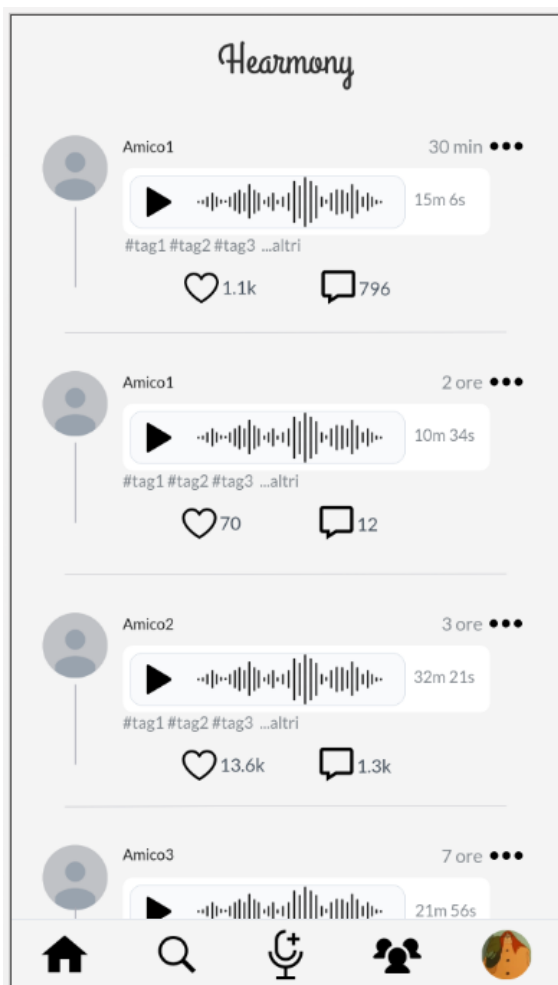 Hearmony
Amico1 30 min
15m 6s
#tag1 #tag2 #tag3 ...altri
1.1k 796
Amico1 2 ore
10m 34s
#tag1 #tag2 #tag3 ...altri
70 12
Amico2 3 ore
32m 21s
#tag1 #tag2 #tag3 ...altri
13.6k 1.3k
Amico3 7 ore
21m 56s